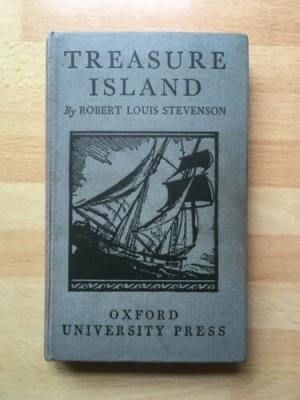 TREASURE
ISLAND
By ROBERT LOUIS STEVENSON
OXFORD
UNIVERSITY PRESS